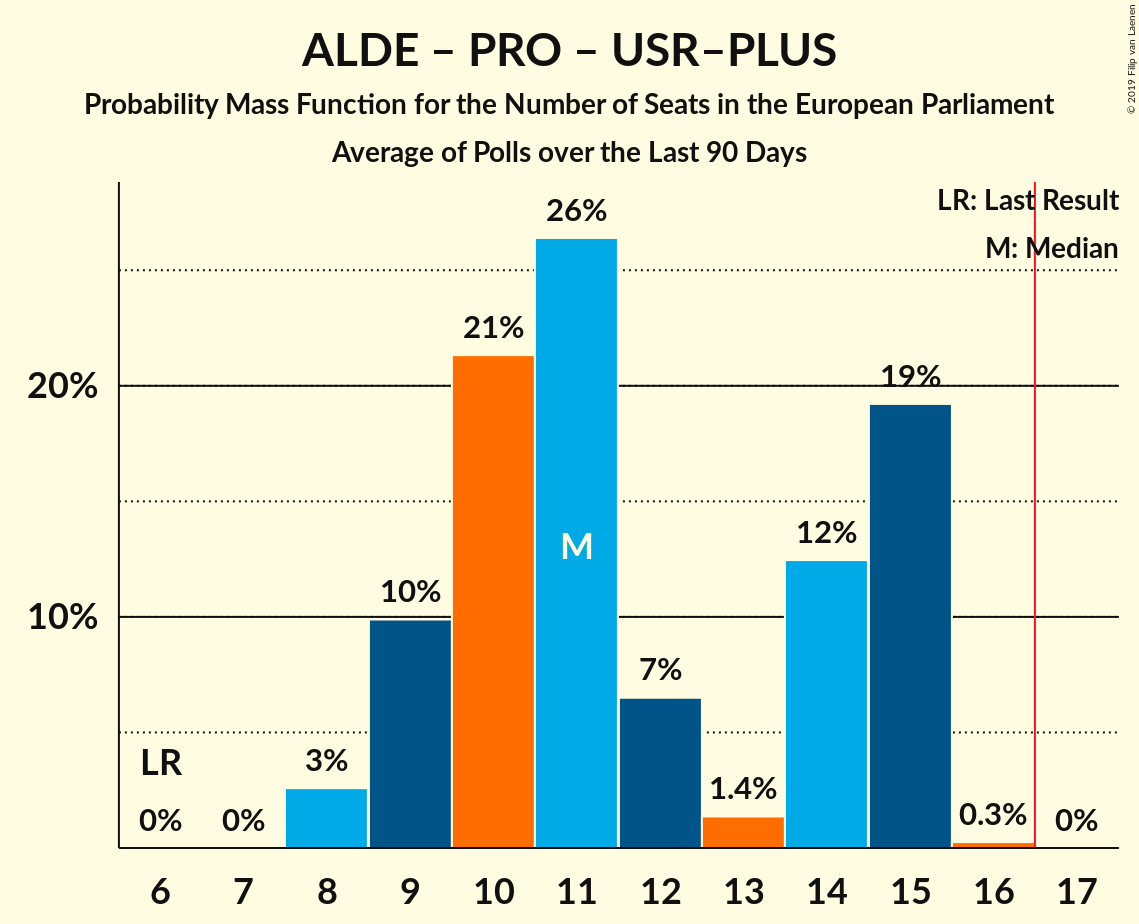 ALDE – PRO – USR–PLUS
Probability Mass Function for the Number of Seats in the European Parliament
Average of Polls over the Last 90 Days
© 2019 Filip van Laenen
LR: Last Result
M: Median
26%
21%
20%
19%
M
12%
10%
10%
7%
LR
3%
1.4%
0.3%
0%
0%
0%
6 7 8 9 10 11 12 13 14 15 16 17